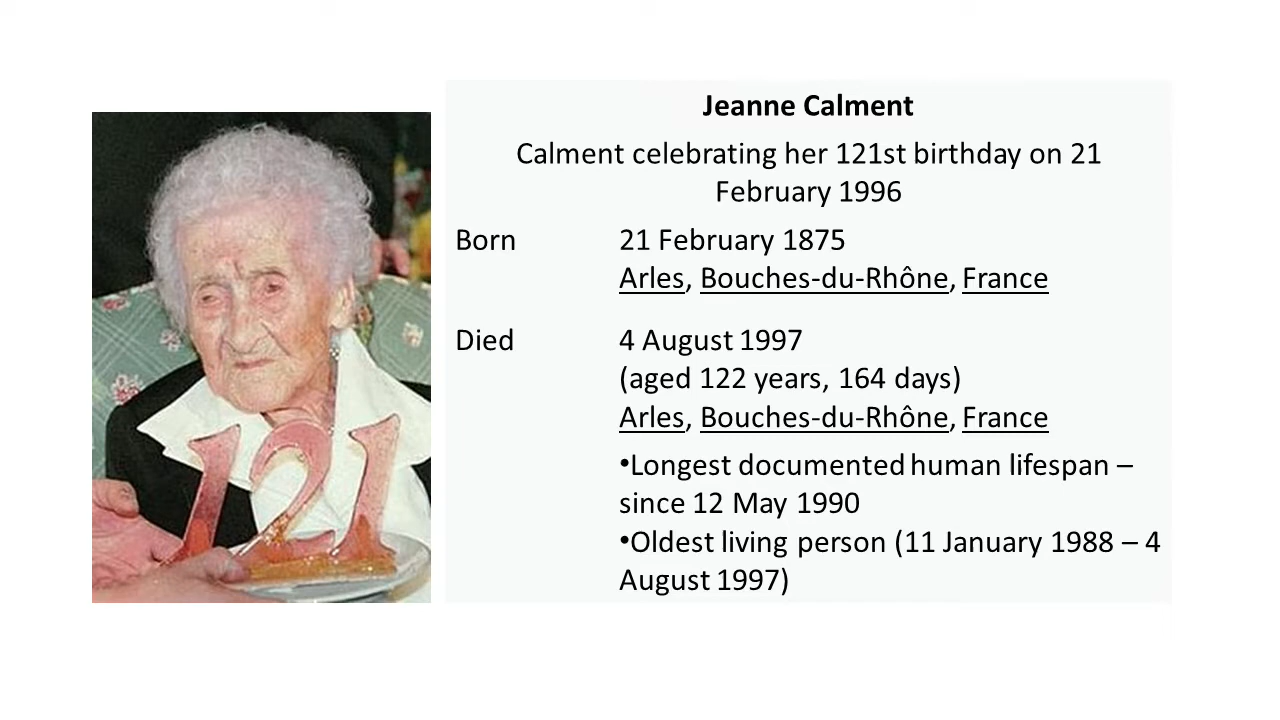 Jeanne Calment
Calment celebrating her 121st birthday on 21
February 1996
Born 21 February 1875
Arles, Bouches-du-Rhône, France
Died 4 August 1997
(aged 122 years, 164 days)
Arles, Bouches-du-Rhône, France
•Longest documented human lifespan –
since 12 May 1990
•Oldest living person (11 January 1988 – 4
August 1997)
121